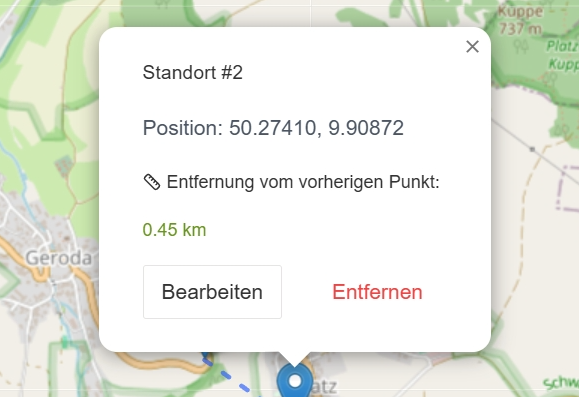 Kuppe
737 m
Platz
Kupp
×
Standort #2
Position: 50.27410, 9.90872
Entfernung vom vorherigen Punkt:
0.45 km
Geroda
Bearbeiten
Entfernen
atz
schw